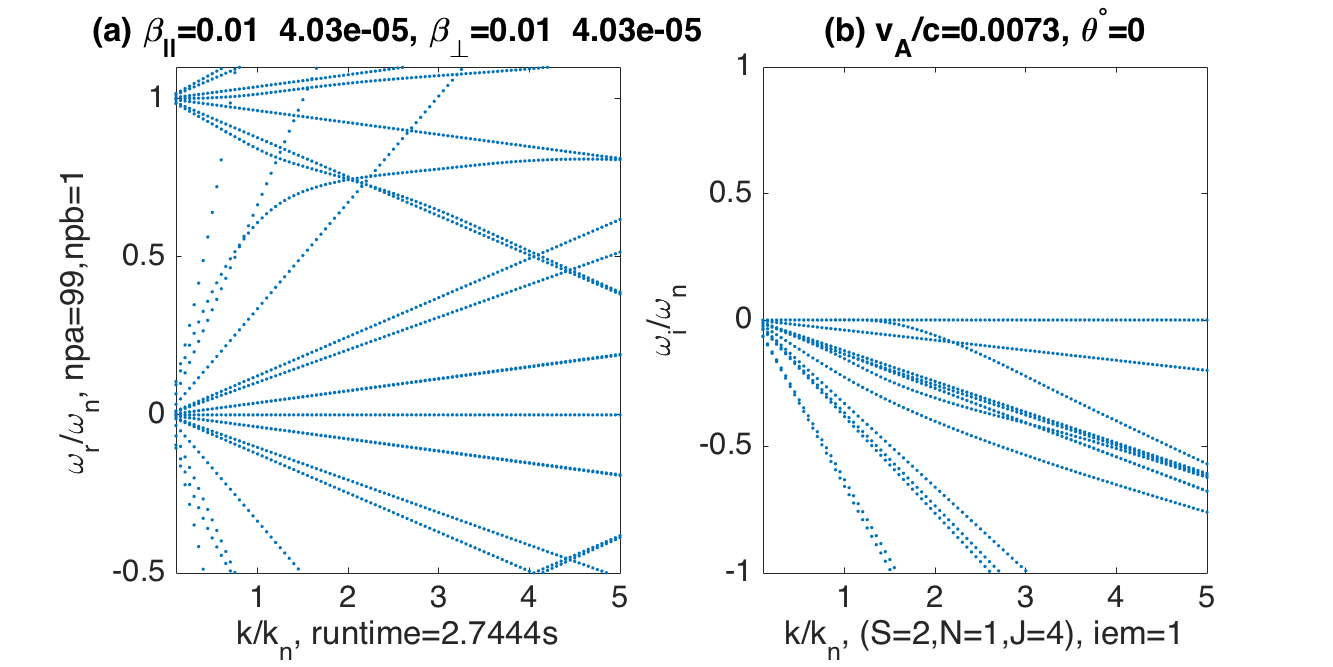 (a) β||=0.01 4.03e-05, β⊥=0.01 4.03e-05
ωr/ωn, npa=99,npb=1
1
0.5
0
-0.5
1 2 3 4 5
k/kn, runtime=2.7444s
(b) vA/c=0.0073, θ°=0
ωi/ωn
1
0.5
0
-0.5
-1
1 2 3 4 5
k/kn, (S=2,N=1,J=4), iem=1